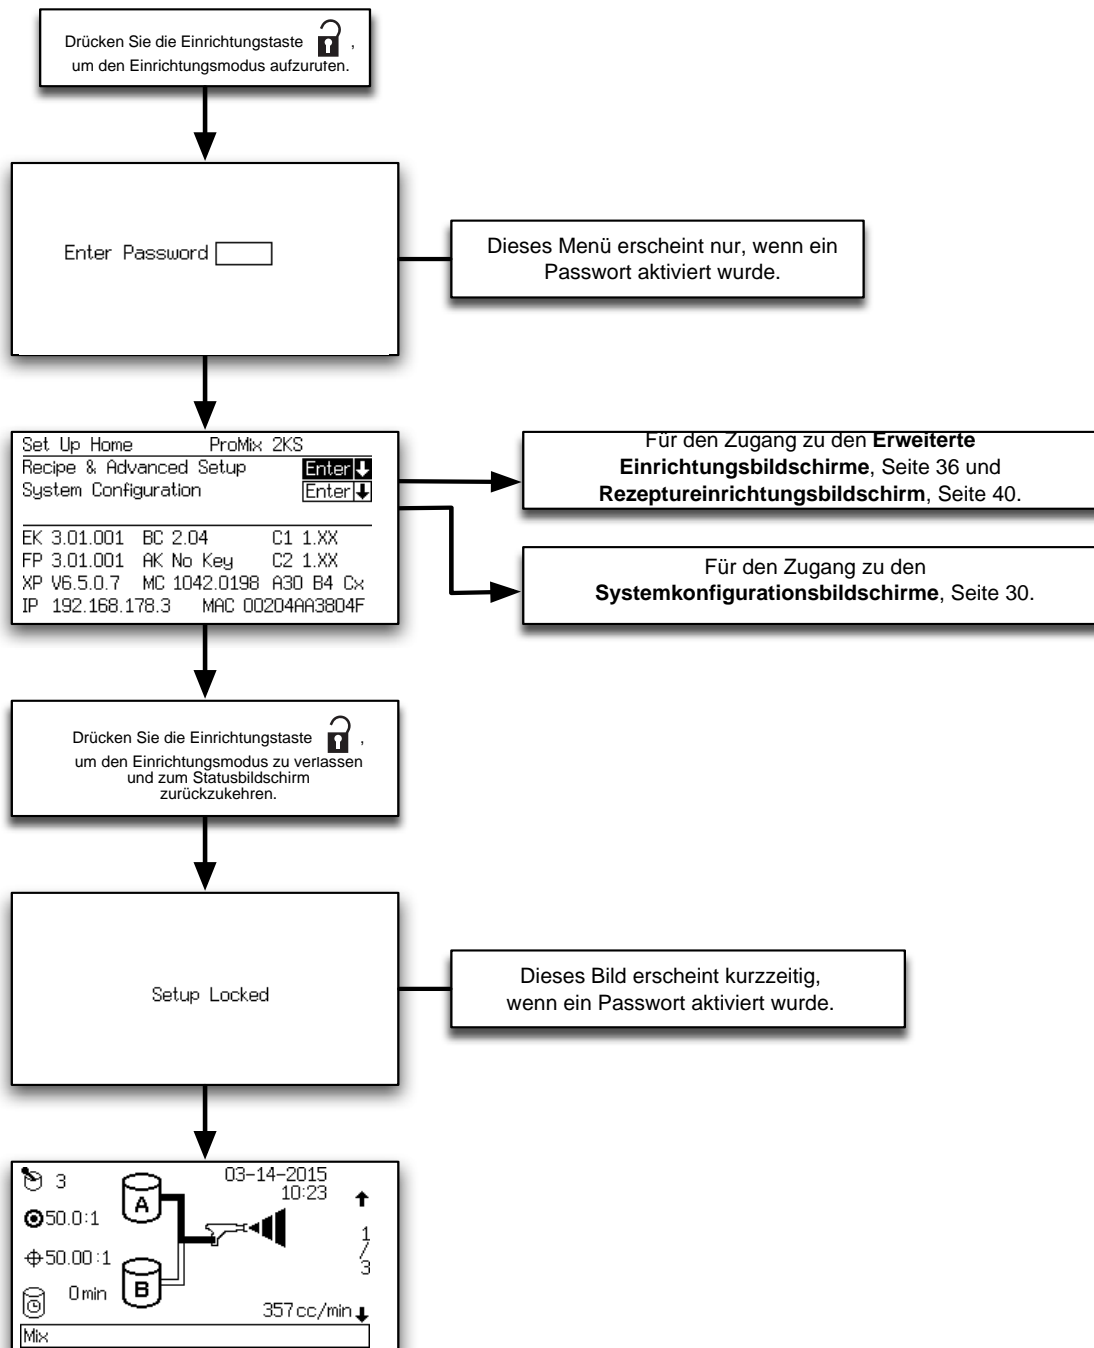 Drücken Sie die Einrichtungstaste ,
um den Einrichtungsmodus aufzurufen.
Enter Password
Dieses Menü erscheint nur, wenn ein
Passwort aktiviert wurde.
Set Up Home ProMix 2KS
Recipe & Advanced Setup Enter
System Configuration Enter
EK 3.01.001 BC 2.04 C1 1.XX
FP 3.01.001 AK No Key C2 1.XX
XP V6.5.0.7 MC 1042.0198 A30 B4 Cx
IP 192.168.178.3 MAC 00204AA3804F
Für den Zugang zu den Erweiterte
Einrichtungsbildschirme, Seite 36 und
Rezeptureinrichtungsbildschirm, Seite 40.
Für den Zugang zu den
Systemkonfigurationsbildschirme, Seite 30.
Drücken Sie die Einrichtungstaste ,
um den Einrichtungsmodus zu verlassen
und zum Statusbildschirm
zurückzukehren.
Setup Locked
Dieses Bild erscheint kurzzeitig,
wenn ein Passwort aktiviert wurde.
3
03-14-2015
10:23
A
50.0:1
1
/
3
50.00:1
0min
B
357cc/min
Mix